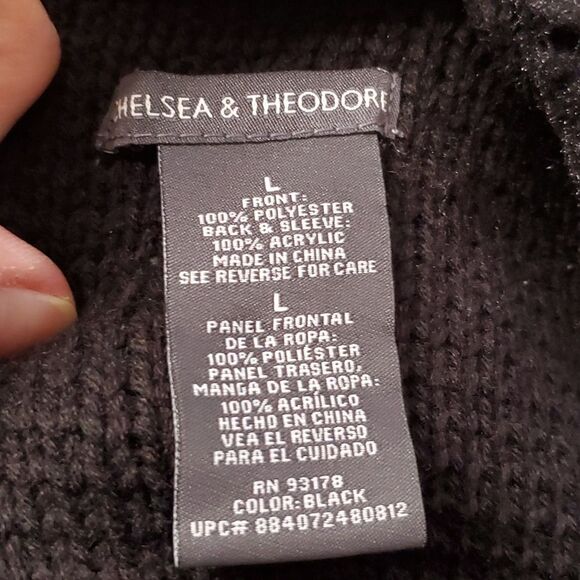 CHELSEA & THEODORE
L
FRONT:
100% POLYESTER
BACK & SLEEVE:
100% ACRYLIC
MADE IN CHINA
SEE REVERSE FOR CARE
L
PANEL FRONTAL
DE LA ROPA:
100% POLIÉSTER
PANEL TRASERO,
MANGA DE LA ROPA:
100% ACRÍLICO
HECHO EN CHINA
VEA EL REVERSO
PARA EL CUIDADO
RN 93178
COLOR: BLACK
UPC# 884072480812